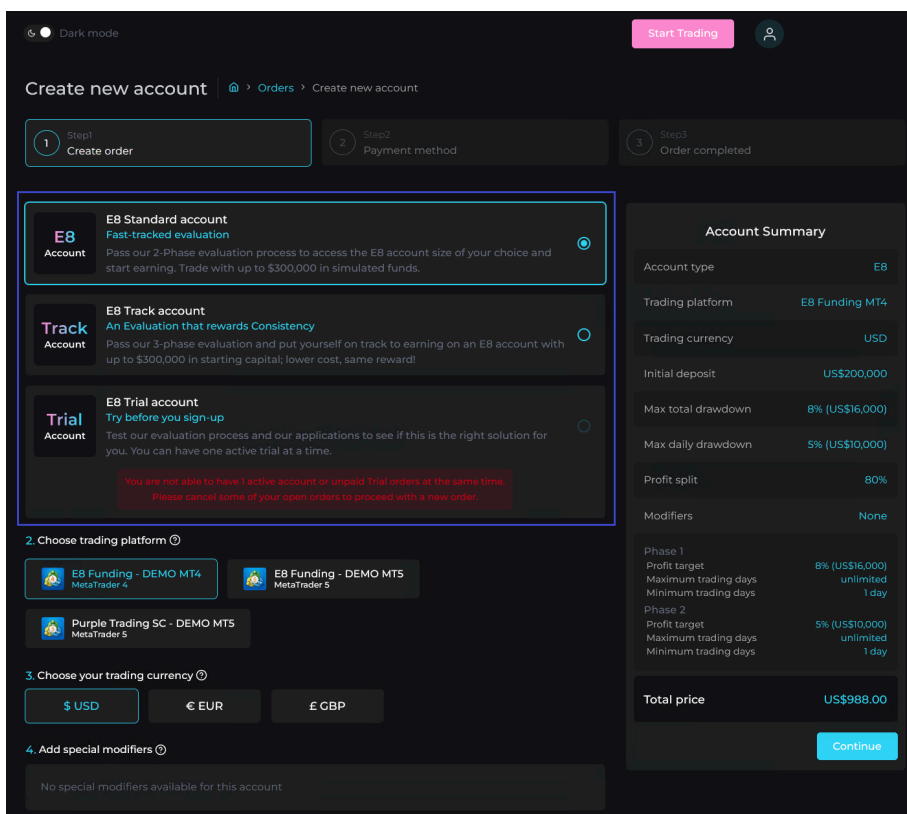 Dark mode
Start Trading
Create new account
Orders > Create new account
1
Step1
Create order
2
Step2
Payment method
3
Step3
Order completed
E8
Account
E8 Standard account
Fast-tracked evaluation
Pass our 2-Phase evaluation process to access the E8 account size of your choice and
start earning. Trade with up to $300,000 in simulated funds.
Track
Account
E8 Track account
An Evaluation that rewards Consistency
Pass our 3-phase evaluation and put yourself on track to earning on an E8 account with
up to $300,000 in starting capital; lower cost, same reward!
Trial
Account
E8 Trial account
Try before you sign-up
Test our evaluation process and our applications to see if this is the right solution for
you. You can have one active trial at a time.
You are not able to have 1 active account or unpaid Trial orders at the same time.
Please cancel some of your open orders to proceed with a new order.
2. Choose trading platform
E8 Funding - DEMO MT4
MetaTrader 4
E8 Funding - DEMO MT5
MetaTrader 5
Purple Trading SC - DEMO MT5
MetaTrader 5
3. Choose your trading currency
$ USD
€ EUR
£ GBP
4. Add special modifiers
No special modifiers available for this account
Account Summary
Account type E8
Trading platform E8 Funding MT4
Trading currency USD
Initial deposit US$200,000
Max total drawdown 8% (US$16,000)
Max daily drawdown 5% (US$10,000)
Profit split 80%
Modifiers None
Phase 1
Profit target 8% (US$16,000)
Maximum trading days unlimited
Minimum trading days 1 day
Phase 2
Profit target 5% (US$10,000)
Maximum trading days unlimited
Minimum trading days 1 day
Total price US$988.00
Continue